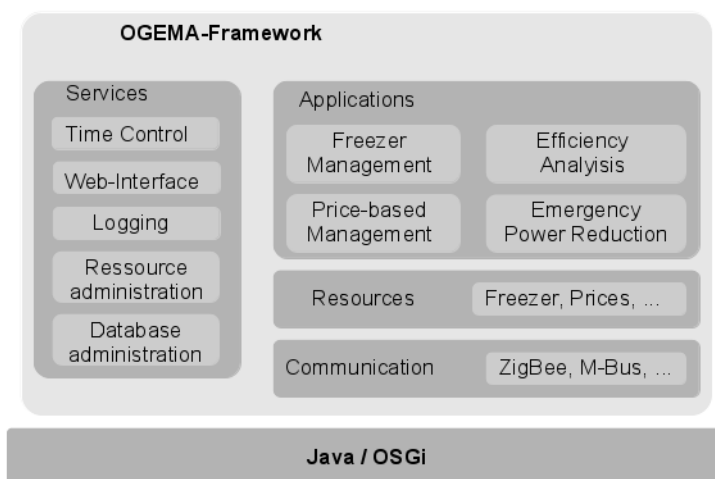 OGEMA-Framework
Services
Time Control
Web-Interface
Logging
Ressource
administration
Database
administration
Applications
Freezer
Management
Efficiency
Analyisis
Price-based
Management
Emergency
Power Reduction
Resources
Freezer, Prices, ...
Communication
ZigBee, M-Bus, ...
Java / OSGi